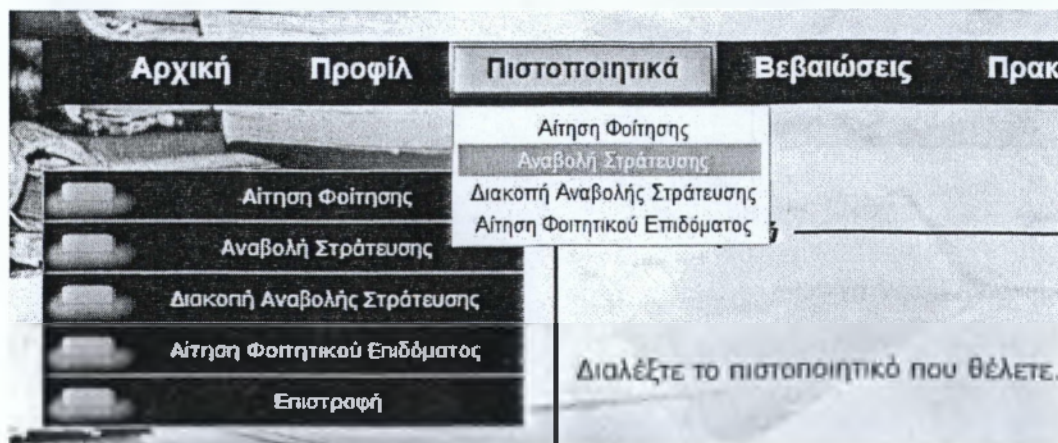 Αρχική Προφίλ Πιστοποιητικά Βεβαιώσεις Πρακ
Αίτηση Φοίτησης
Αναβολή Στράτευσης
Διακοπή Αναβολής Στράτευσης
Αίτηση Φοιτητικού Επιδόματος
Αίτηση Φοίτησης
Αναβολή Στράτευσης
Διακοπή Αναβολής Στράτευσης
Αίτηση Φοιτητικού Επιδόματος
Επιστροφή
Διαλέξτε το πιστοποιητικό που θέλετε.